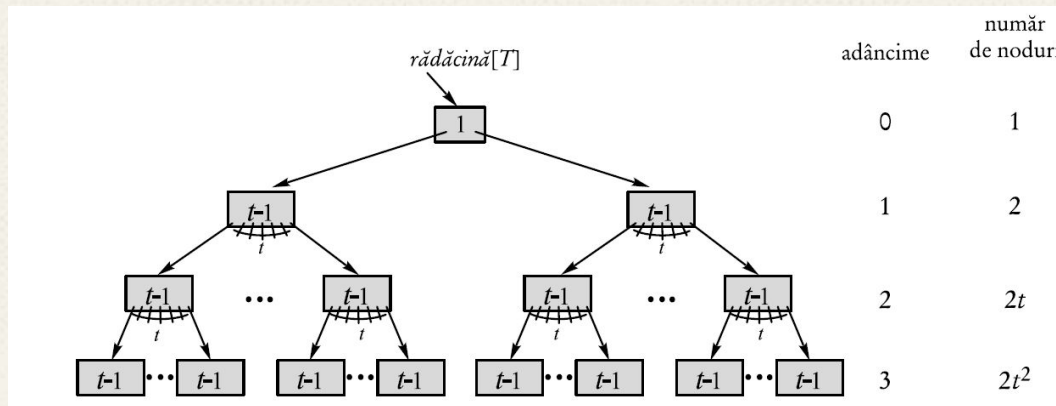 număr
rădăcină[T] adâncime de noduri
1 0 1
t-1 t-1 1 2
t t
t-1 ... t-1 t-1 ... t-1 2 2t
t t t t
t-1 ... t-1 t-1 ... t-1 t-1 ... t-1 t-1 ... t-1 3 2t²